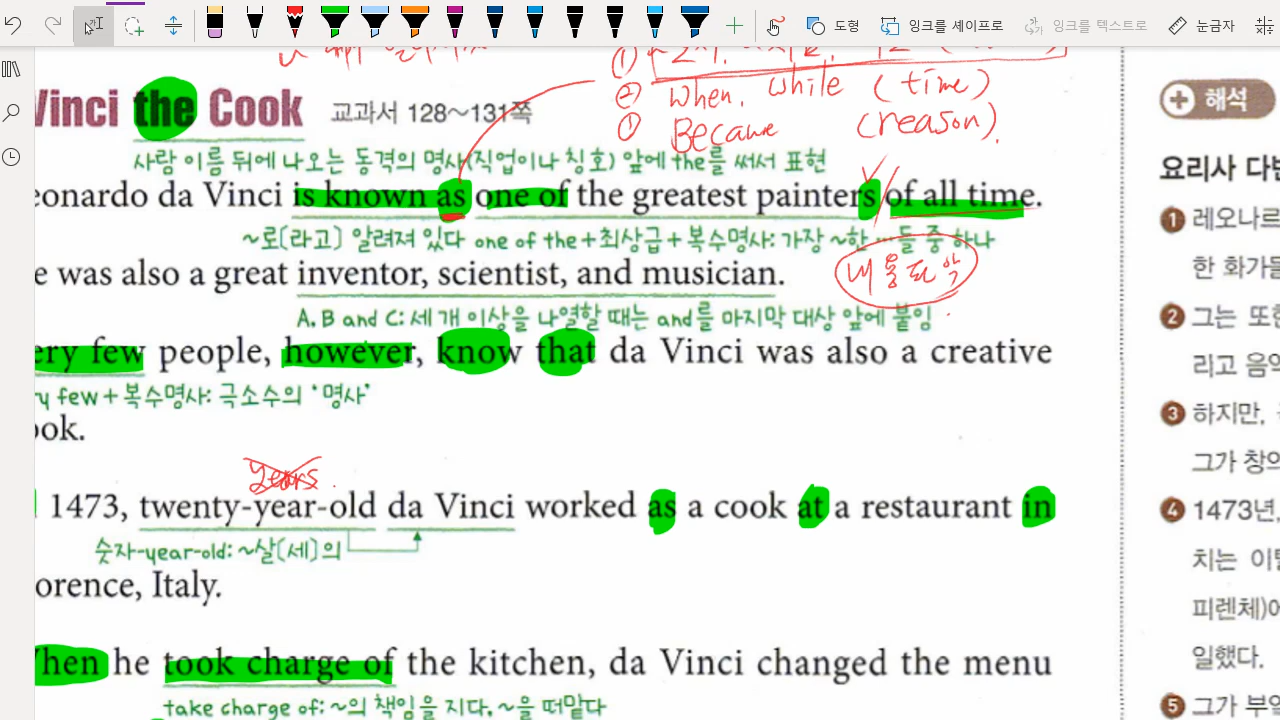 도형
잉크를 셰이프로
잉크를 텍스트로
눈금자
①
② when, while (time)
① Because (reason).
Vinci the Cook 교과서 128~131쪽
해석
사람 이름 뒤에 나오는 동격의 명사(직업이나 칭호) 앞에 the를 써서 표현
요리사 다빈
eonardo da Vinci is known as one of the greatest painters of all time.
① 레오나르
~로[라고] 알려져 있다 one of the+최상급+복수명사: 가장 ~한 …들 중 하나
한 화가들
e was also a great inventor, scientist, and musician.
내용 파악
② 그는 또한
A, B and C: 세 개 이상을 나열할 때는 and를 마지막 대상 앞에 붙임
ery few people, however, know that da Vinci was also a creative
리고 음악
ry few+복수명사: 극소수의 '명사'
③ 하지만,
ook.
그가 창의
years
1473, twenty-year-old da Vinci worked as a cook at a restaurant in
④ 1473년,
숫자-year-old: ~살[세]의
치는 이탈
orence, Italy.
피렌체)에
When he took charge of the kitchen, da Vinci changed the menu
일했다.
take charge of: ~의 책임을 지다, ~을 떠맡다
⑤ 그가 부엌